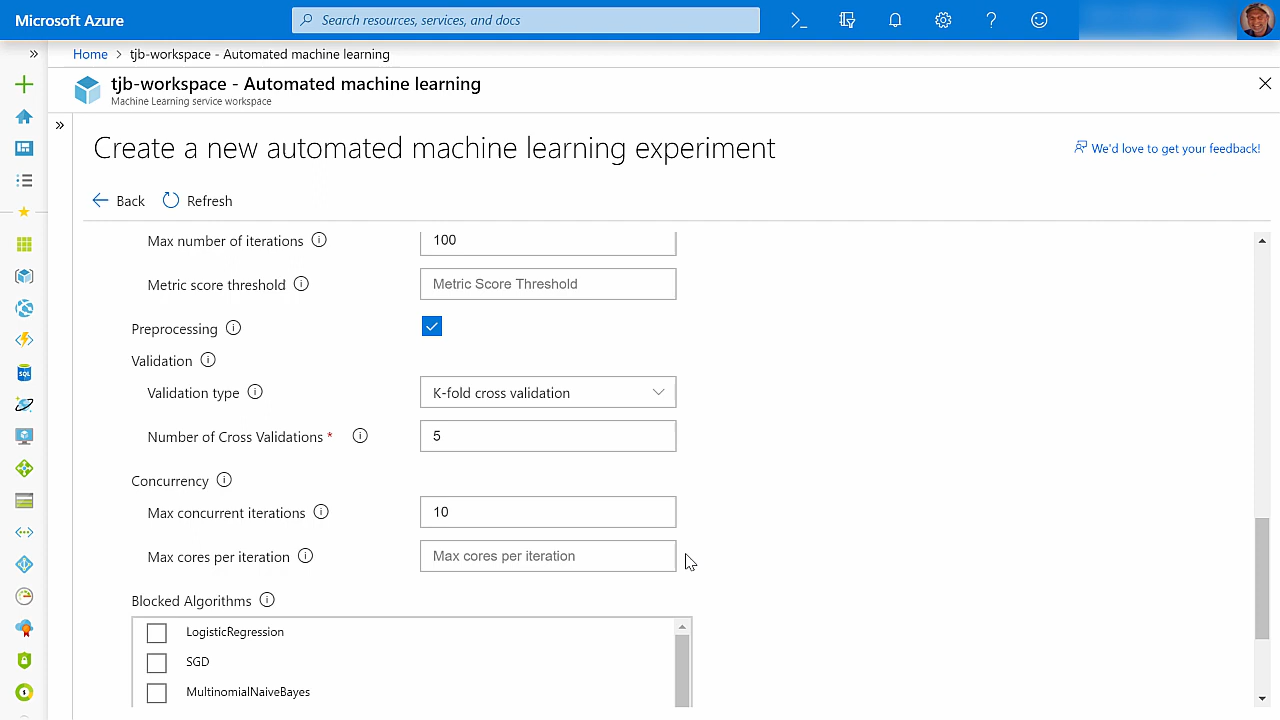 Microsoft Azure
Search resources, services, and docs
Home > tjb-workspace - Automated machine learning
tjb-workspace - Automated machine learning
Machine Learning service workspace
Create a new automated machine learning experiment
We'd love to get your feedback!
Back
Refresh
Max number of iterations
100
Metric score threshold
Metric Score Threshold
Preprocessing
Validation
Validation type
K-fold cross validation
Number of Cross Validations *
5
Concurrency
Max concurrent iterations
10
Max cores per iteration
Max cores per iteration
Blocked Algorithms
LogisticRegression
SGD
MultinomialNaiveBayes
SQL